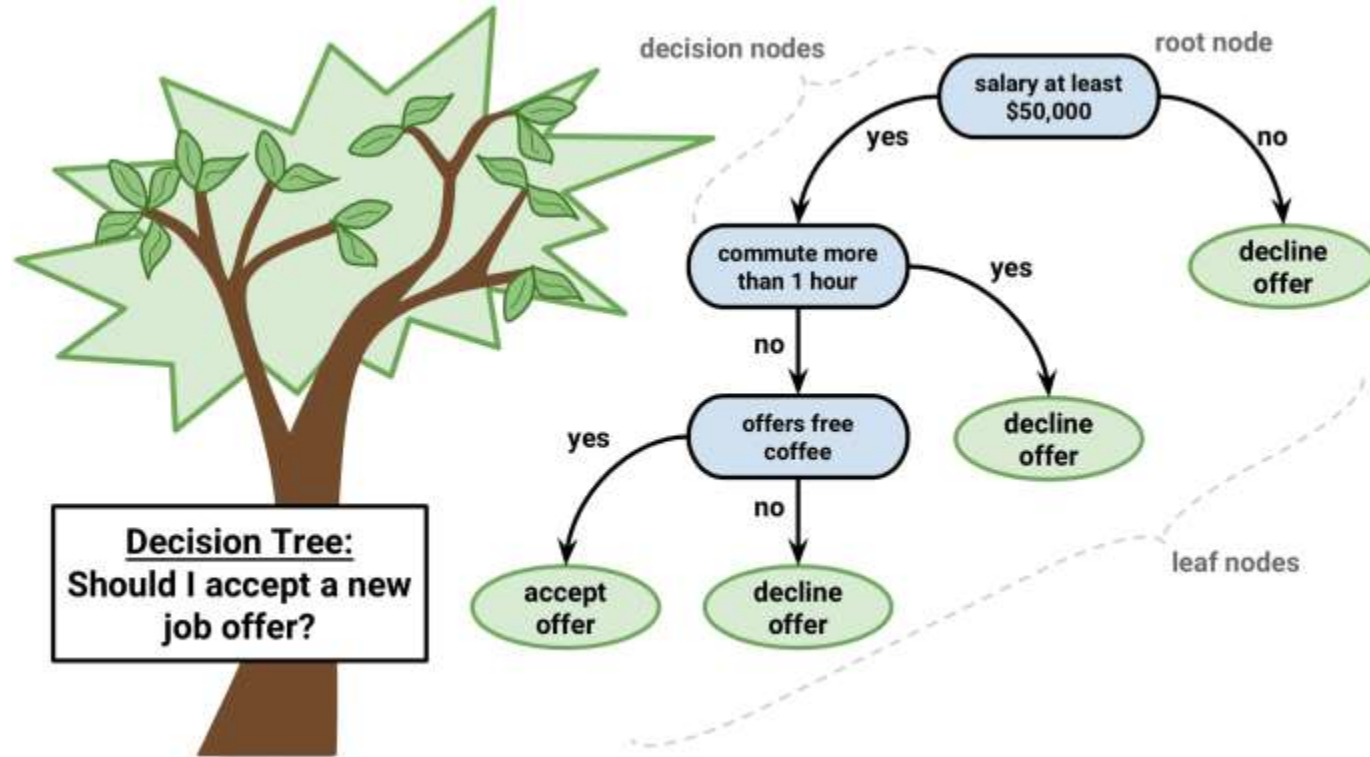 decision nodes
root node
salary at least
$50,000
yes
no
commute more
than 1 hour
yes
decline
offer
no
offers free
coffee
yes
decline
offer
no
Decision Tree:
Should I accept a new
job offer?
accept
offer
decline
offer
leaf nodes